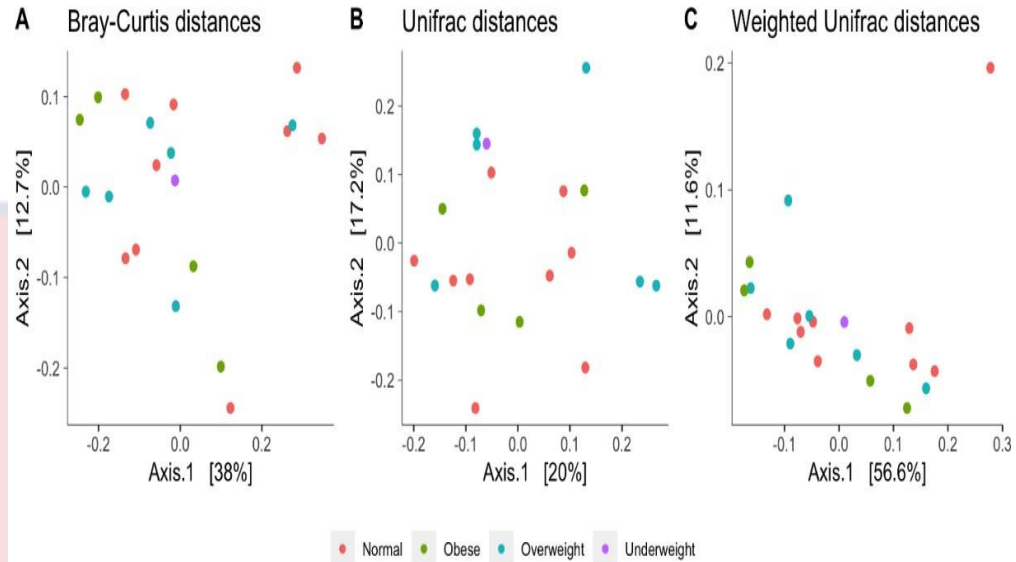 A Bray-Curtis distances
B Unifrac distances
C Weighted Unifrac distances
Axis.2 [12.7%]
0.1
0.0
-0.1
-0.2
-0.2 0.0 0.2
Axis.1 [38%]
Axis.2 [17.2%]
0.2
0.1
0.0
-0.1
-0.2
-0.2 -0.1 0.0 0.1 0.2
Axis.1 [20%]
Axis.2 [11.6%]
0.2
0.1
0.0
-0.1 0.0 0.1 0.2 0.3
Axis.1 [56.6%]
Normal Obese Overweight Underweight